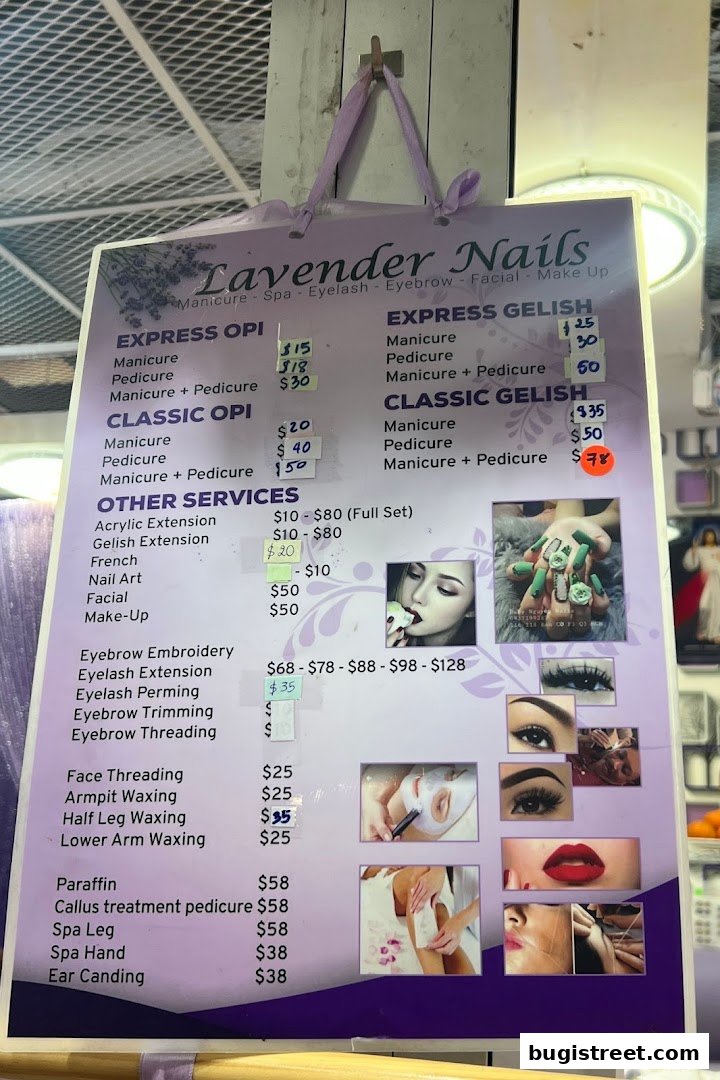 Lavender Nails
Manicure - Spa - Eyelash - Eyebrow - Facial - Make Up
EXPRESS OPI
Manicure $15
Pedicure $18
Manicure + Pedicure $30
CLASSIC OPI
Manicure $20
Pedicure $40
Manicure + Pedicure $50
EXPRESS GELISH
Manicure $25
Pedicure 30
Manicure + Pedicure 50
CLASSIC GELISH
Manicure $35
Pedicure $50
Manicure + Pedicure $78
OTHER SERVICES
Acrylic Extension $10 - $80 (Full Set)
Gelish Extension $10 - $80
French $20
Nail Art - $10
Facial $50
Make-Up $50
Eyebrow Embroidery
Eyelash Extension $68 - $78 - $88 - $98 - $128
Eyelash Perming $35
Eyebrow Trimming $
Eyebrow Threading $
Face Threading $25
Armpit Waxing $25
Half Leg Waxing $35
Lower Arm Waxing $25
Paraffin $58
Callus treatment pedicure $58
Spa Leg $58
Spa Hand $38
Ear Canding $38
bugistreet.com